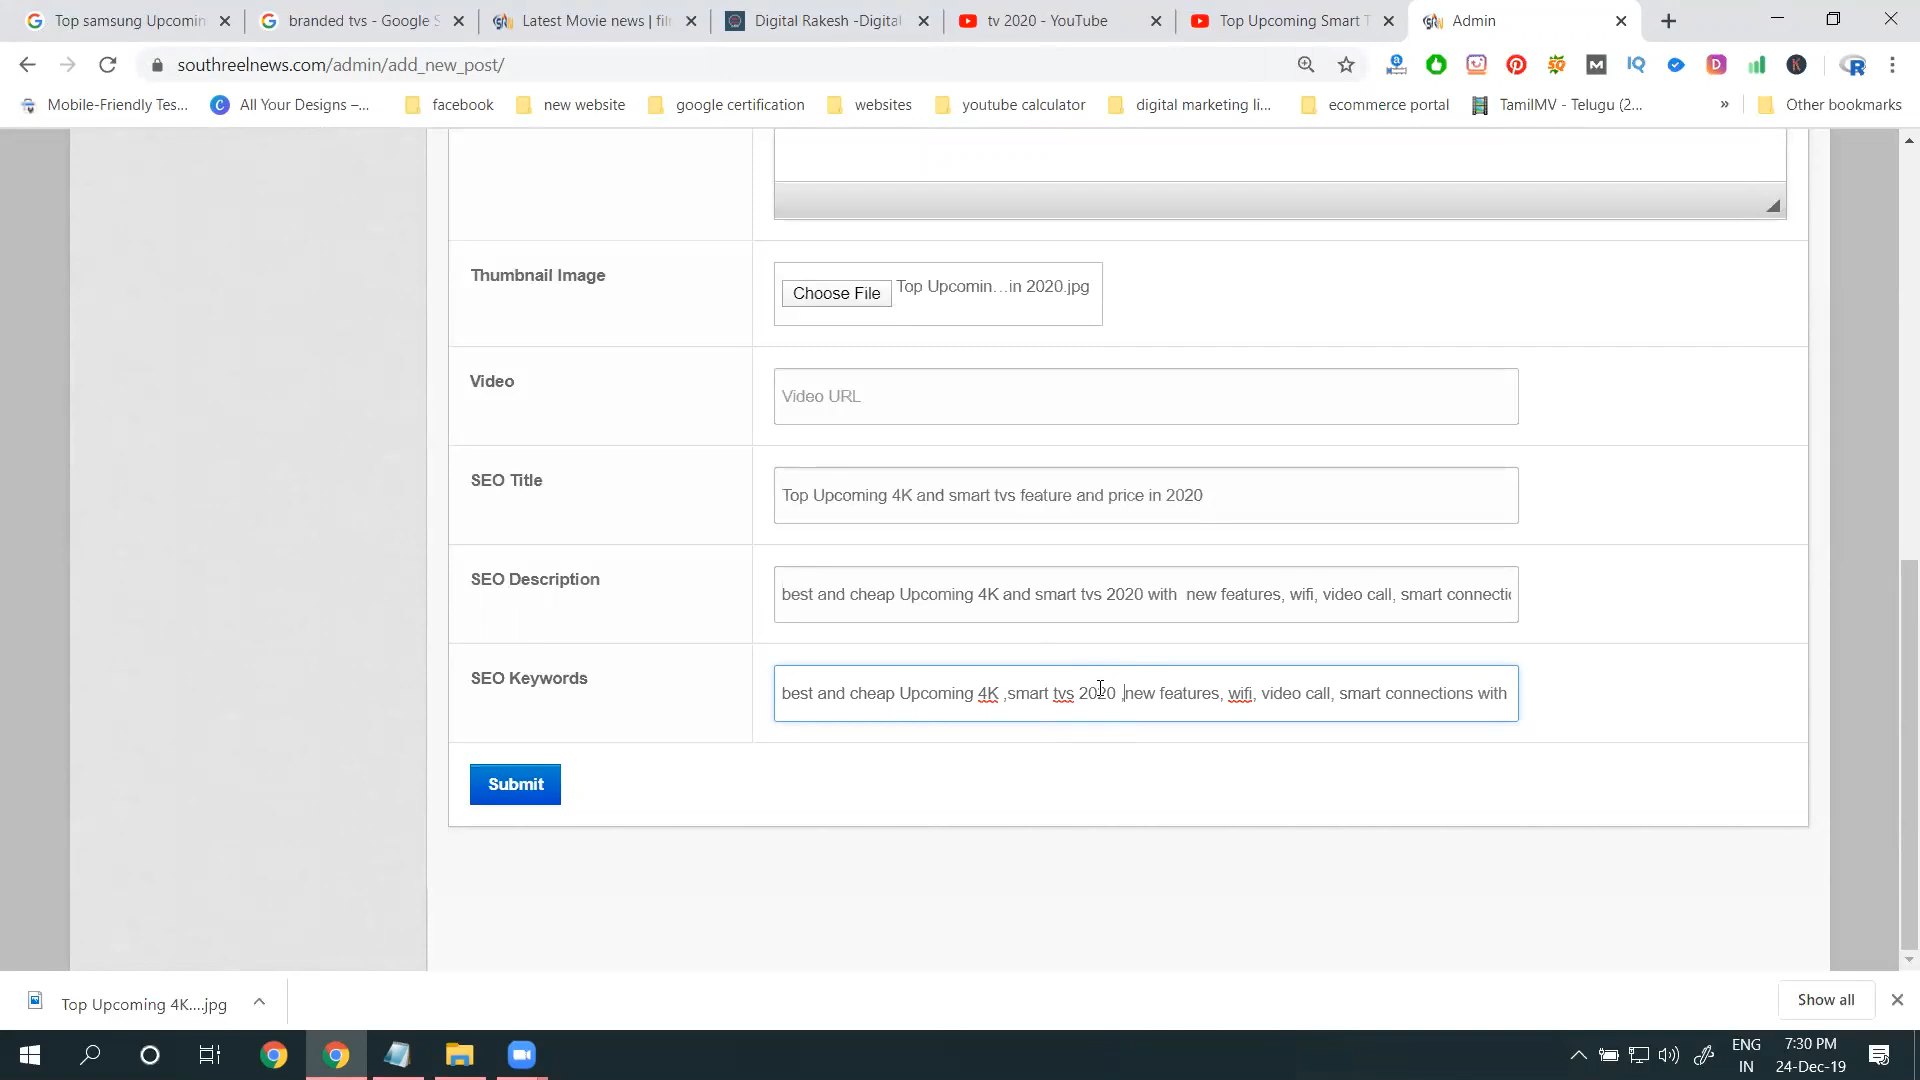 Top samsung Upcomin
branded tvs - Google S
Latest Movie news | fil
Digital Rakesh -Digital
tv 2020 - YouTube
Top Upcoming Smart T
Admin
southreelnews.com/admin/add_new_post/
Mobile-Friendly Tes...
All Your Designs –...
facebook
new website
google certification
websites
youtube calculator
digital marketing li...
ecommerce portal
TamilMV - Telugu (2...
»
Other bookmarks
Thumbnail Image
Choose File
Top Upcomin...in 2020.jpg
Video
Video URL
SEO Title
Top Upcoming 4K and smart tvs feature and price in 2020
SEO Description
best and cheap Upcoming 4K and smart tvs 2020 with  new features, wifi, video call, smart connecti
SEO Keywords
best and cheap Upcoming 4K ,smart tvs 2020 ,new features, wifi, video call, smart connections with
Submit
Top Upcoming 4K....jpg
Show all
ENG
IN
7:30 PM
24-Dec-19